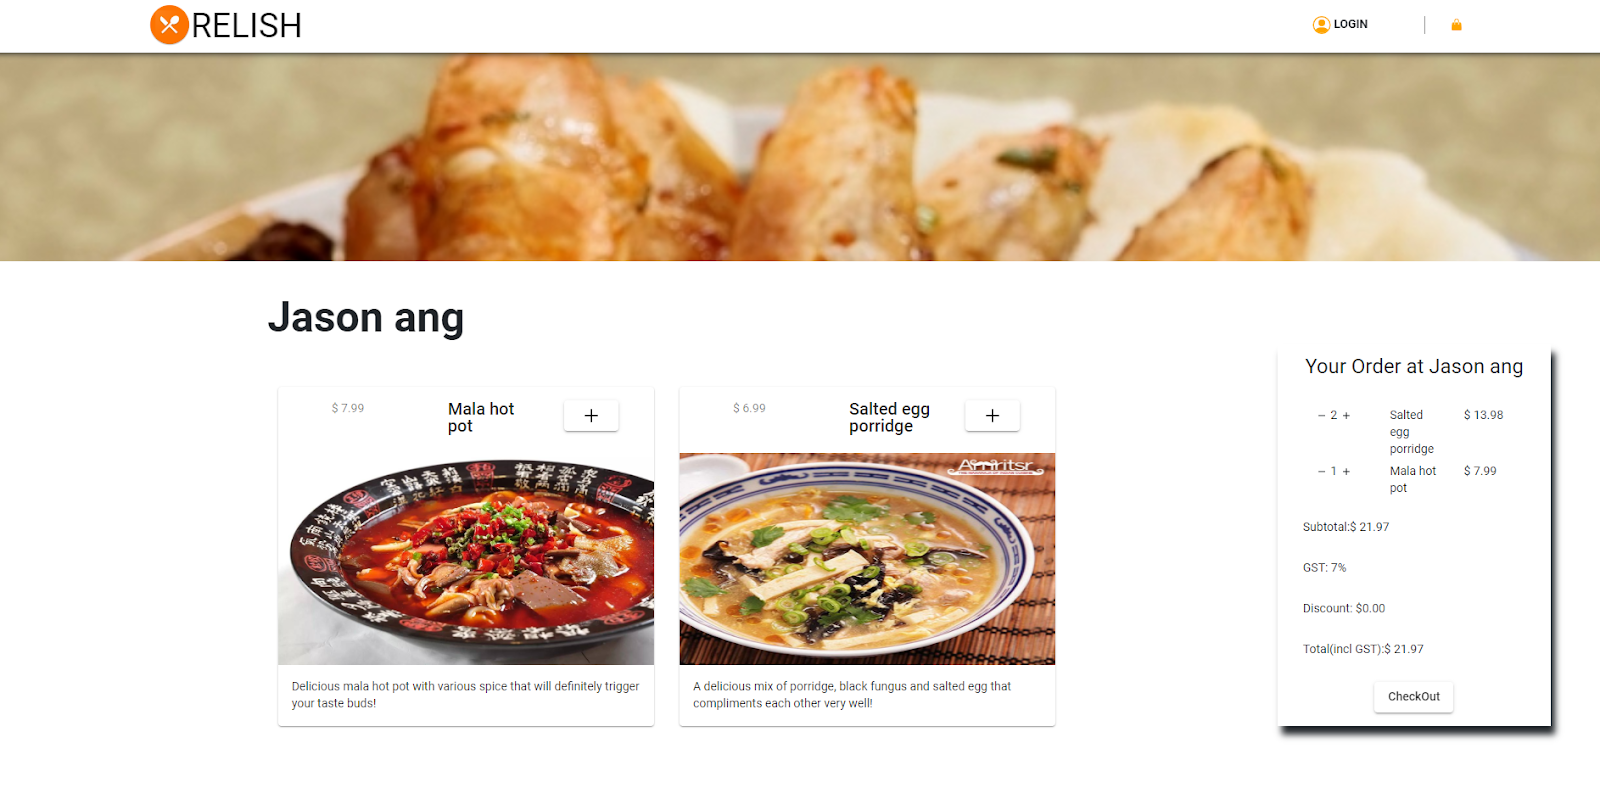 RELISH
LOGIN
Jason ang
$ 7.99
Mala hot
pot
+
$ 6.99
Salted egg
porridge
+
Amritsr
Delicious mala hot pot with various spice that will definitely trigger
your taste buds!
A delicious mix of porridge, black fungus and salted egg that
compliments each other very well!
Your Order at Jason ang
− 2 + Salted $ 13.98
egg
porridge
− 1 + Mala hot $ 7.99
pot
Subtotal:$ 21.97
GST: 7%
Discount: $0.00
Total(incl GST):$ 21.97
CheckOut